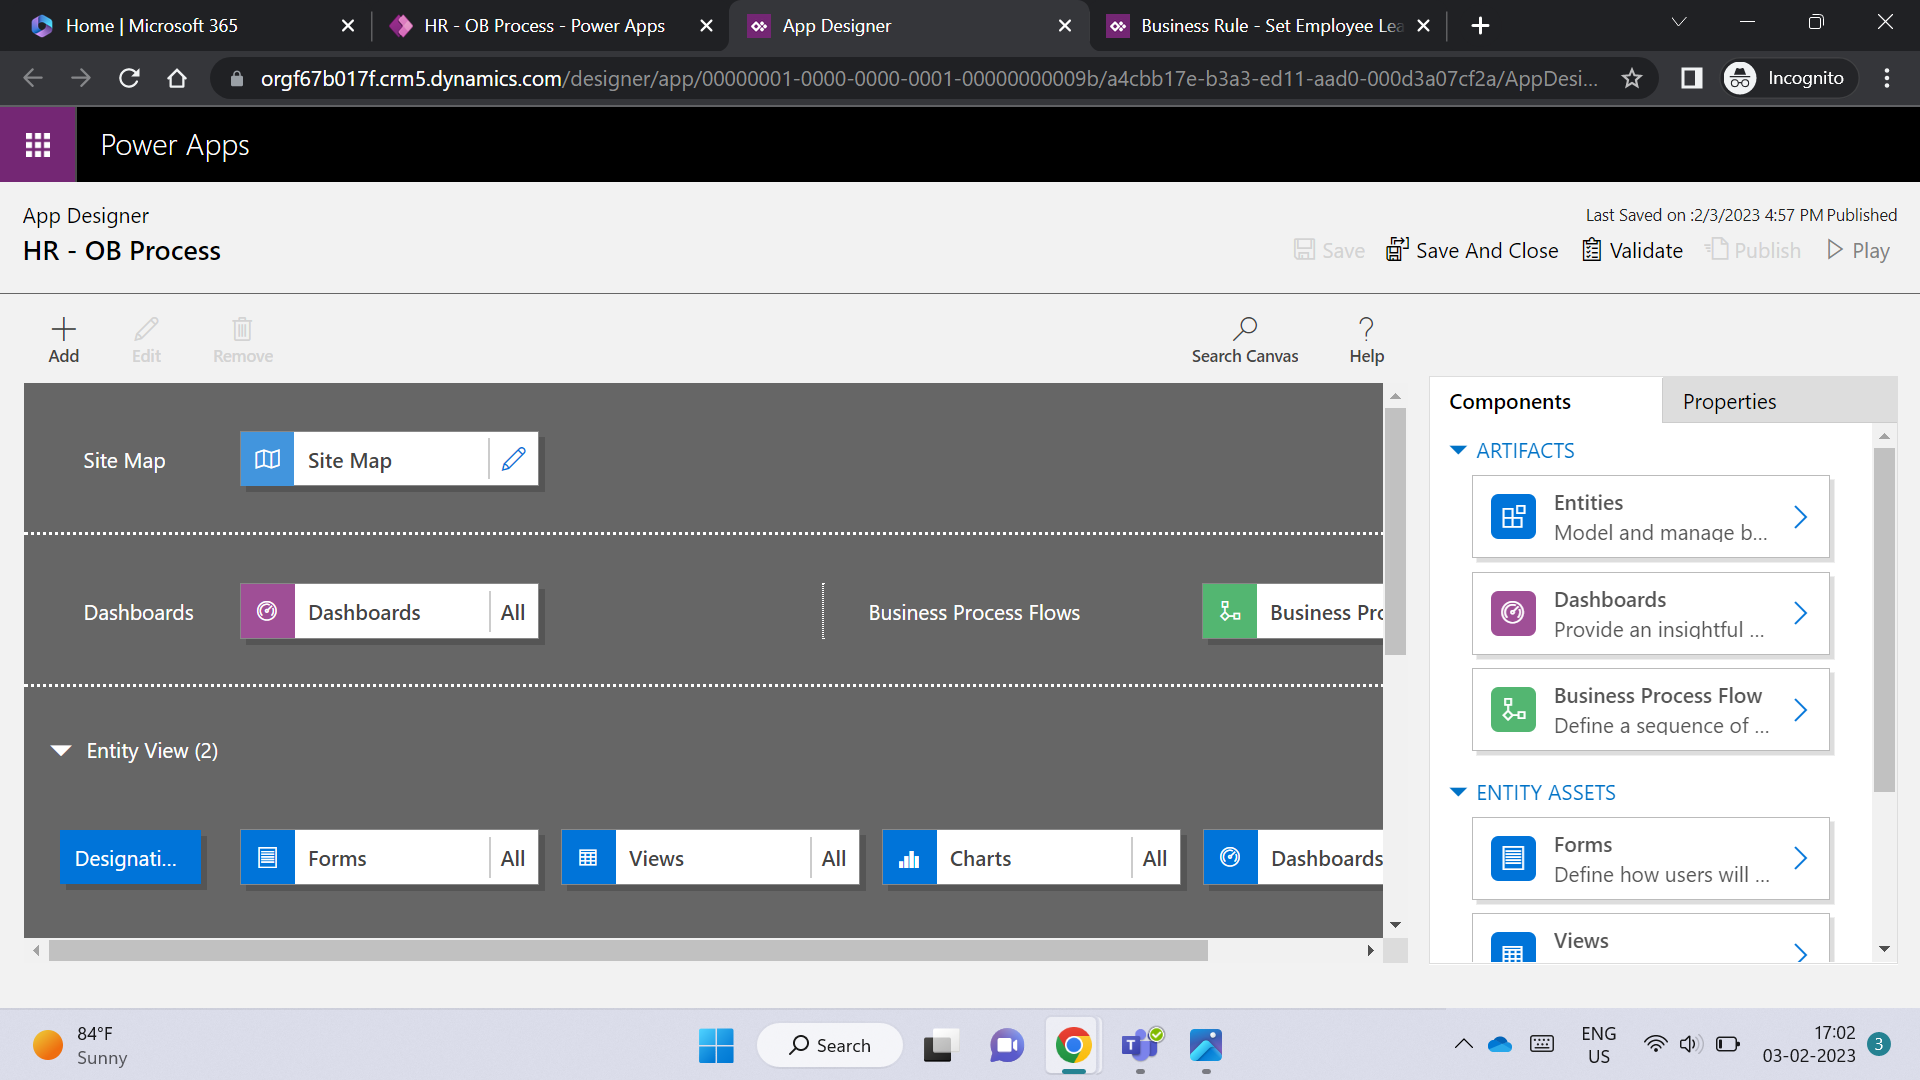 Home | Microsoft 365
HR - OB Process - Power Apps
App Designer
Business Rule - Set Employee Lea
orgf67b017f.crm5.dynamics.com/designer/app/00000001-0000-0000-0001-00000000009b/a4cbb17e-b3a3-ed11-aad0-000d3a07cf2a/AppDesi...
Incognito
Power Apps
App Designer
HR - OB Process
Last Saved on :2/3/2023 4:57 PM Published
Save
Save And Close
Validate
Publish
Play
Add
Edit
Remove
Search Canvas
Help
Site Map
Site Map
Dashboards
Dashboards
All
Business Process Flows
Business Pro
Entity View (2)
Designati...
Forms
All
Views
All
Charts
All
Dashboards
Components
Properties
ARTIFACTS
Entities
Model and manage b...
Dashboards
Provide an insightful ...
Business Process Flow
Define a sequence of ...
ENTITY ASSETS
Forms
Define how users will ...
Views
84°F
Sunny
Search
ENG
US
17:02
03-02-2023
3